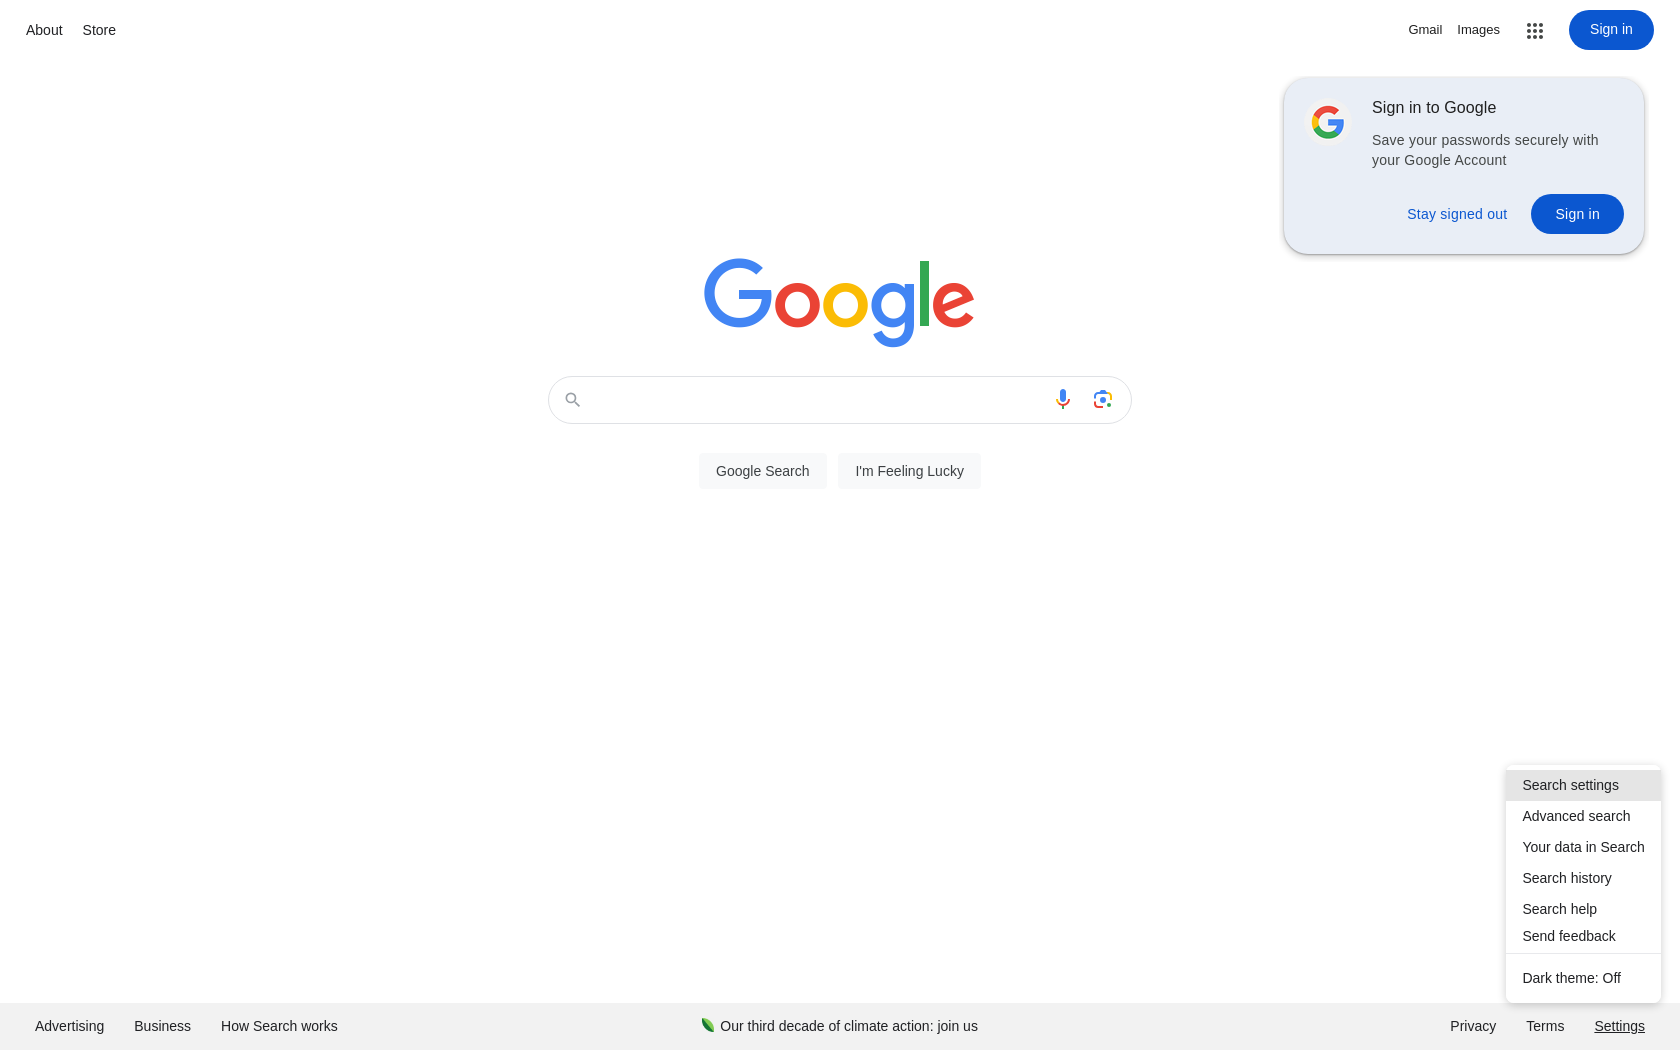 About Store Gmail Images Sign in
Sign in to Google
Save your passwords securely with
your Google Account
Stay signed out Sign in
Google
Google Search I'm Feeling Lucky
Search settings
Advanced search
Your data in Search
Search history
Search help
Send feedback
Dark theme: Off
Advertising Business How Search works Our third decade of climate action: join us Privacy Terms Settings